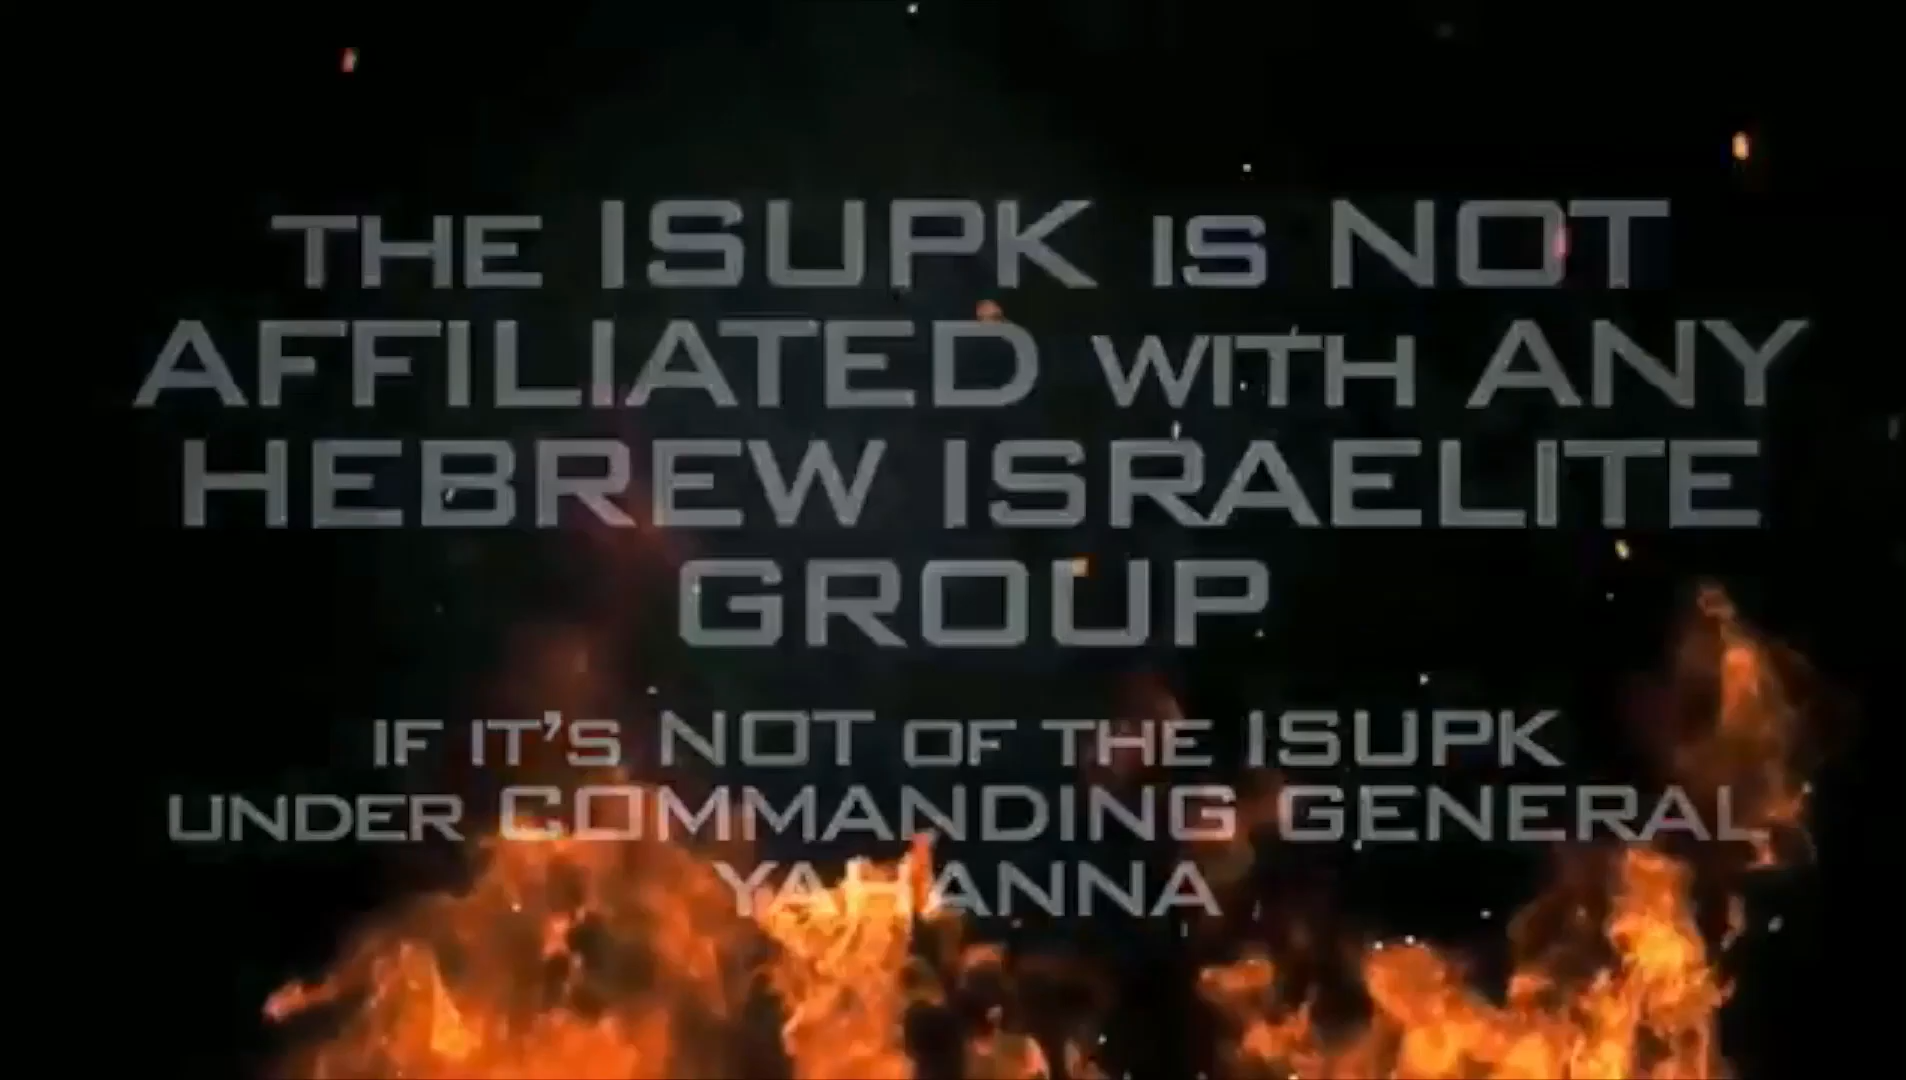 THE ISUPK IS NOT
AFFILIATED WITH ANY
HEBREW ISRAELITE
GROUP
IF IT'S NOT OF THE ISUPK
UNDER COMMANDING GENERAL
YAHANNA